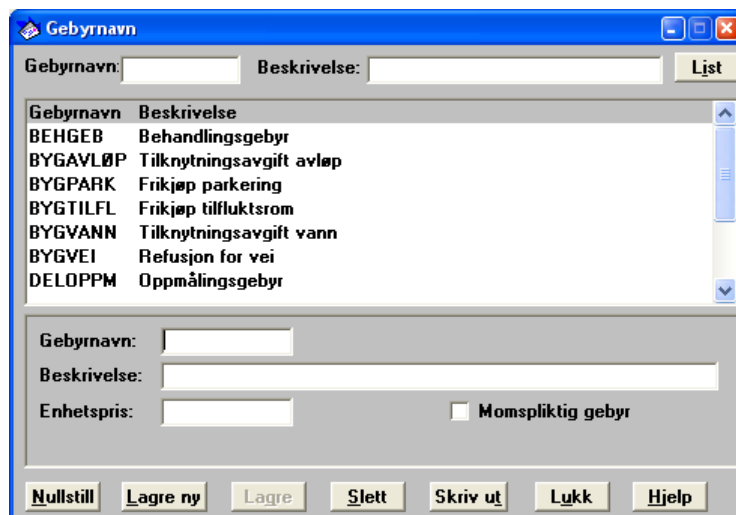 Gebyrnavn
Gebyrnavn: Beskrivelse: List
Gebyrnavn Beskrivelse
BEHGEB Behandlingsgebyr
BYGAVLØP Tilknytningsavgift avløp
BYGPARK Frikjøp parkering
BYGTILFL Frikjøp tilfluktsrom
BYGVANN Tilknytningsavgift vann
BYGVEI Refusjon for vei
DELOPPM Oppmålingsgebyr
Gebyrnavn:
Beskrivelse:
Enhetspris: Momspliktig gebyr
Nullstill Lagre ny Lagre Slett Skriv ut Lukk Hjelp